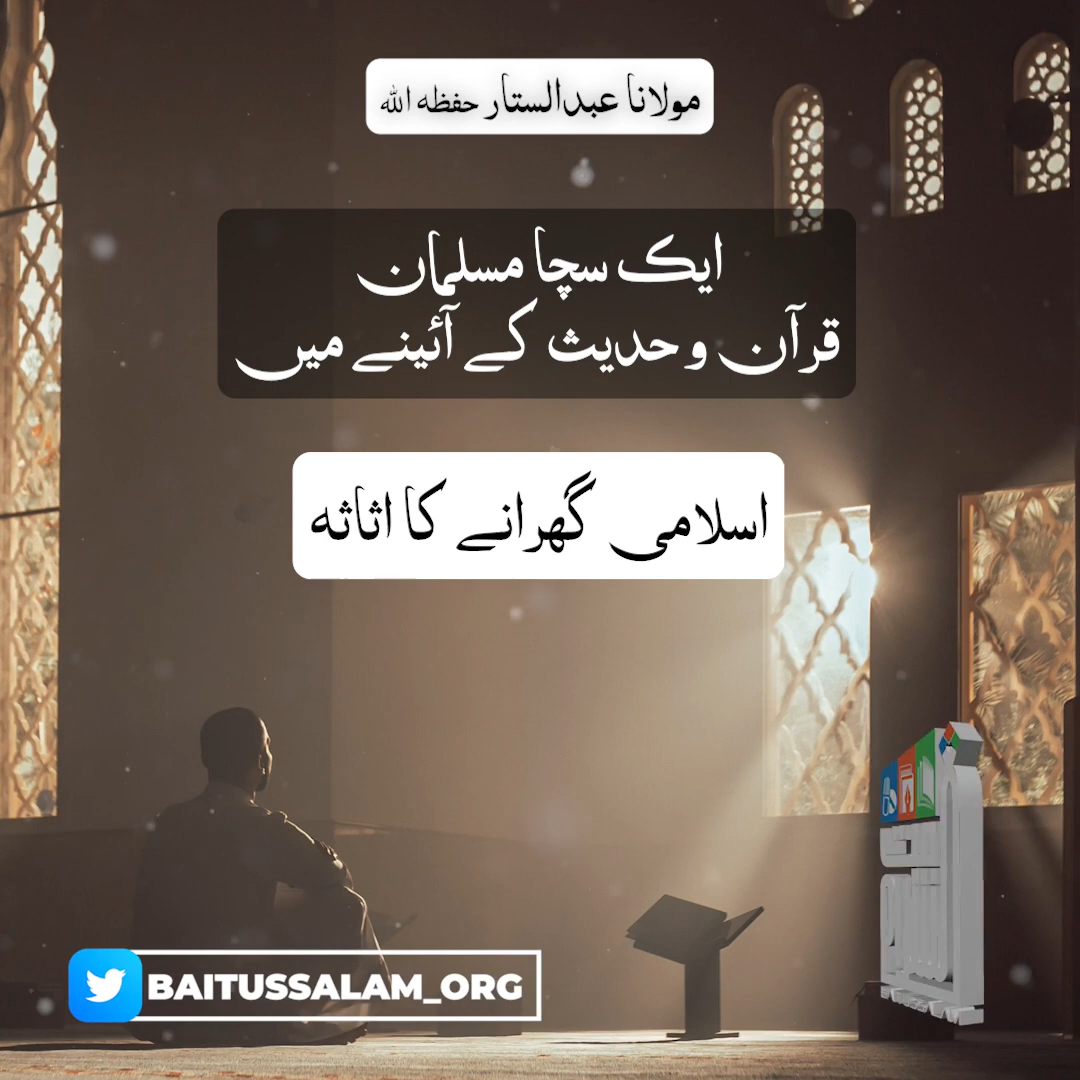 مولانا عبدالستار حفظہ اللہ
ایک سچا مسلمان
قرآن و حدیث کے آئینے میں
اسلامی گھرانے کا اثاثہ
BAITUSSALAM_ORG